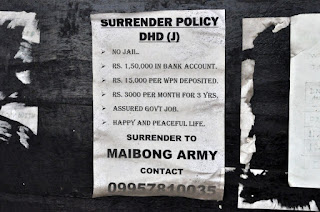 SURRENDER POLICY
DHD (J)
➢ NO JAIL.
➢ RS. 1,50,000 IN BANK ACCOUNT.
➢ RS. 15,000 PER WPN DEPOSITED.
➢ RS. 3000 PER MONTH FOR 3 YRS.
➢ ASSURED GOVT JOB.
➢ HAPPY AND PEACEFUL LIFE.
SURRENDER TO
MAIBONG ARMY
CONTACT
09957810035